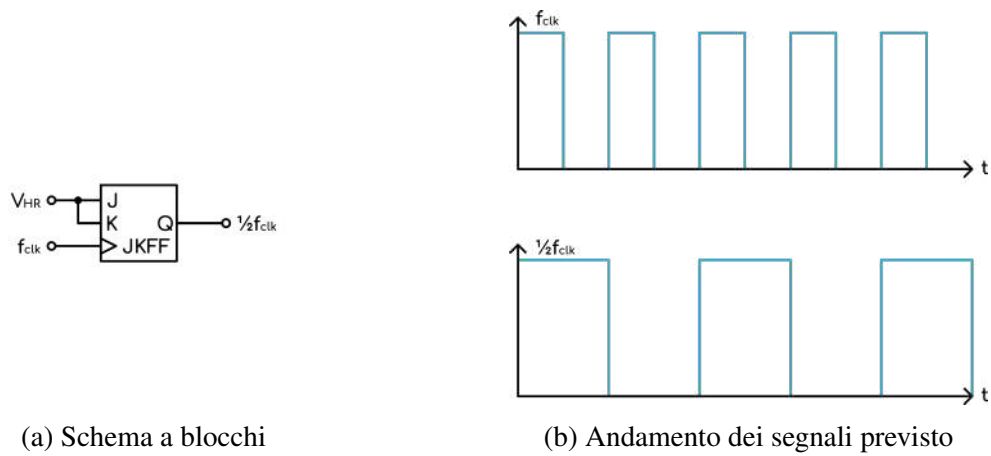 fclk
t
VHR
J
K
Q
½fclk
fclk
JKFF
½fclk
t
(a) Schema a blocchi
(b) Andamento dei segnali previsto